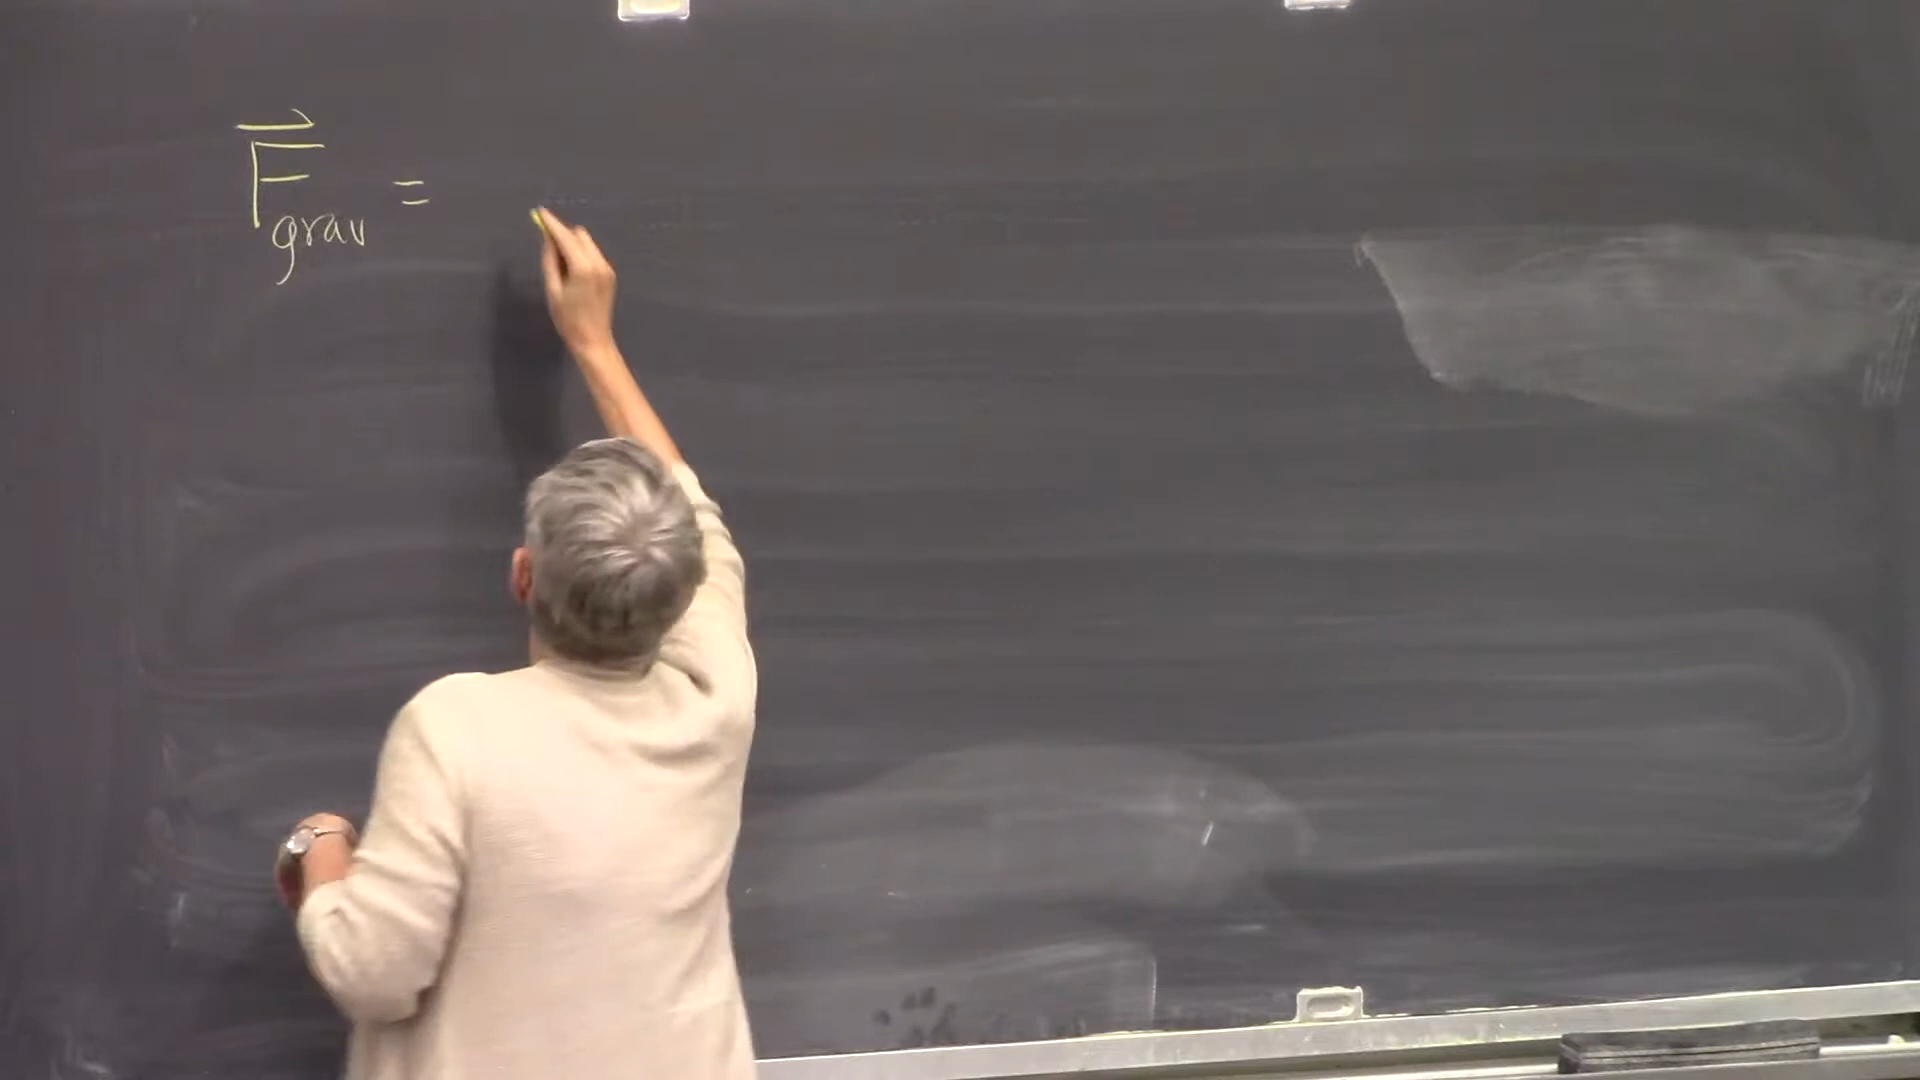 F⃗grav =